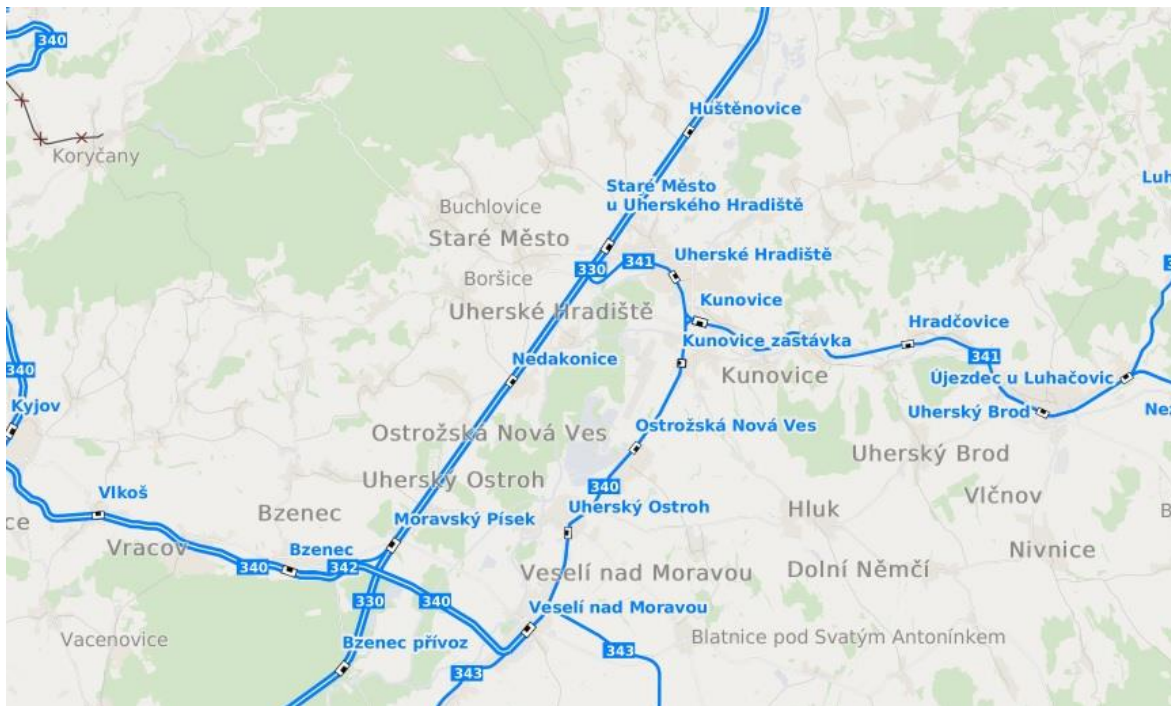 340
Koryčany
Huštěnovice
Luh
Staré Město
u Uherského Hradiště
Buchlovice
Staré Město
Uherské Hradiště
341
330
Boršice
Uherské Hradiště
Kunovice
Kunovice zastávka
Hradčovice
341
Nedakonice
Kunovice
Újezdec u Luhačovic
340
Kyjov
Uherský Brod
Nez
Ostrožská Nová Ves
Ostrožská Nová Ves
Uherský Brod
Uherský Ostroh
340
Vlkoš
Vlčnov
Bzenec
Uherský Ostroh
Hluk
B
ce
Moravský Písek
Vracov
Bzenec
Nivnice
340
342
Veselí nad Moravou
Dolní Němčí
330
340
Veselí nad Moravou
Vacenovice
Bzenec přívoz
Blatnice pod Svatým Antonínkem
343
343